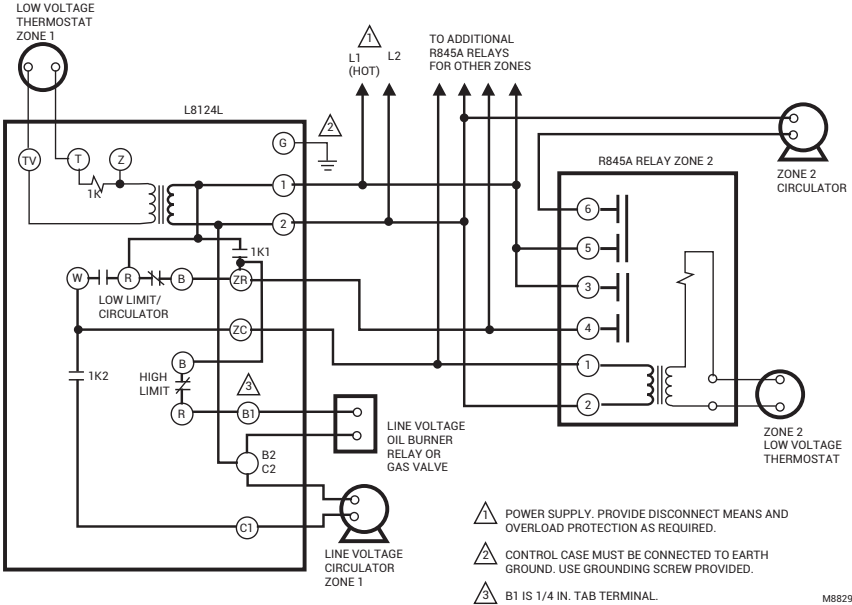 LOW VOLTAGE
THERMOSTAT
ZONE 1
1
L1
(HOT)
L2
TO ADDITIONAL
R845A RELAYS
FOR OTHER ZONES
L8124L
G
2
TV
T
Z
1K
1
2
R845A RELAY ZONE 2
ZONE 2
CIRCULATOR
6
5
3
4
1
2
1K1
W
R
B
ZR
LOW LIMIT/
CIRCULATOR
ZC
1K2
B
HIGH
LIMIT
R
3
B1
B2
C2
C1
LINE VOLTAGE
OIL BURNER
RELAY OR
GAS VALVE
LINE VOLTAGE
CIRCULATOR
ZONE 1
ZONE 2
LOW VOLTAGE
THERMOSTAT
1 POWER SUPPLY. PROVIDE DISCONNECT MEANS AND
OVERLOAD PROTECTION AS REQUIRED.
2 CONTROL CASE MUST BE CONNECTED TO EARTH
GROUND. USE GROUNDING SCREW PROVIDED.
3 B1 IS 1/4 IN. TAB TERMINAL.
M8829